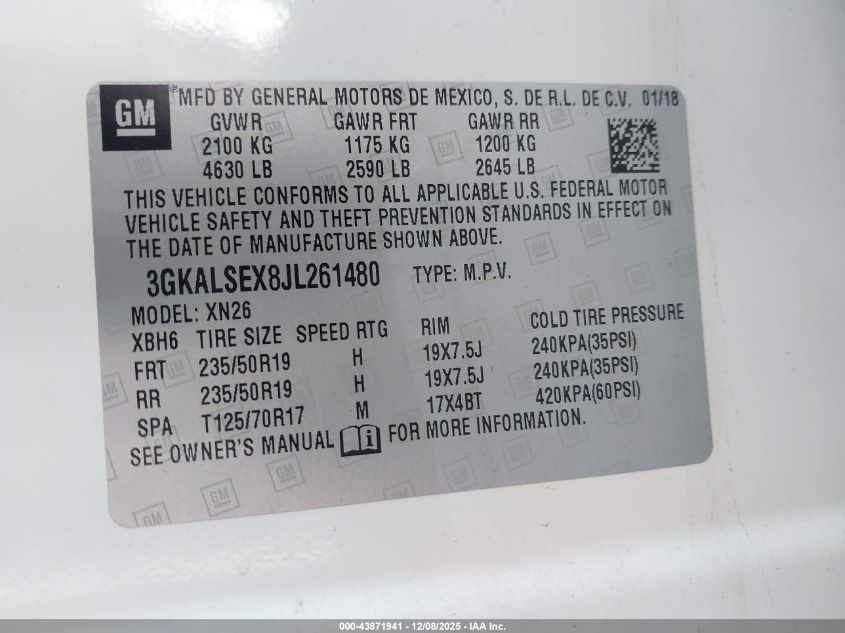 GM
MFD BY GENERAL MOTORS DE MEXICO, S. DE R.L. DE C.V. 01/18
GVWR GAWR FRT GAWR RR
2100 KG 1175 KG 1200 KG
4630 LB 2590 LB 2645 LB
THIS VEHICLE CONFORMS TO ALL APPLICABLE U.S. FEDERAL MOTOR
VEHICLE SAFETY AND THEFT PREVENTION STANDARDS IN EFFECT ON
THE DATE OF MANUFACTURE SHOWN ABOVE.
3GKALSEX8JL261480 TYPE: M.P.V.
MODEL: XN26
XBH6 TIRE SIZE SPEED RTG RIM COLD TIRE PRESSURE
FRT 235/50R19 H 19X7.5J 240KPA(35PSI)
RR 235/50R19 H 19X7.5J 240KPA(35PSI)
SPA T125/70R17 M 17X4BT 420KPA(60PSI)
SEE OWNER'S MANUAL FOR MORE INFORMATION.
000-43871941 / 12/08/2025 - IAA Inc.